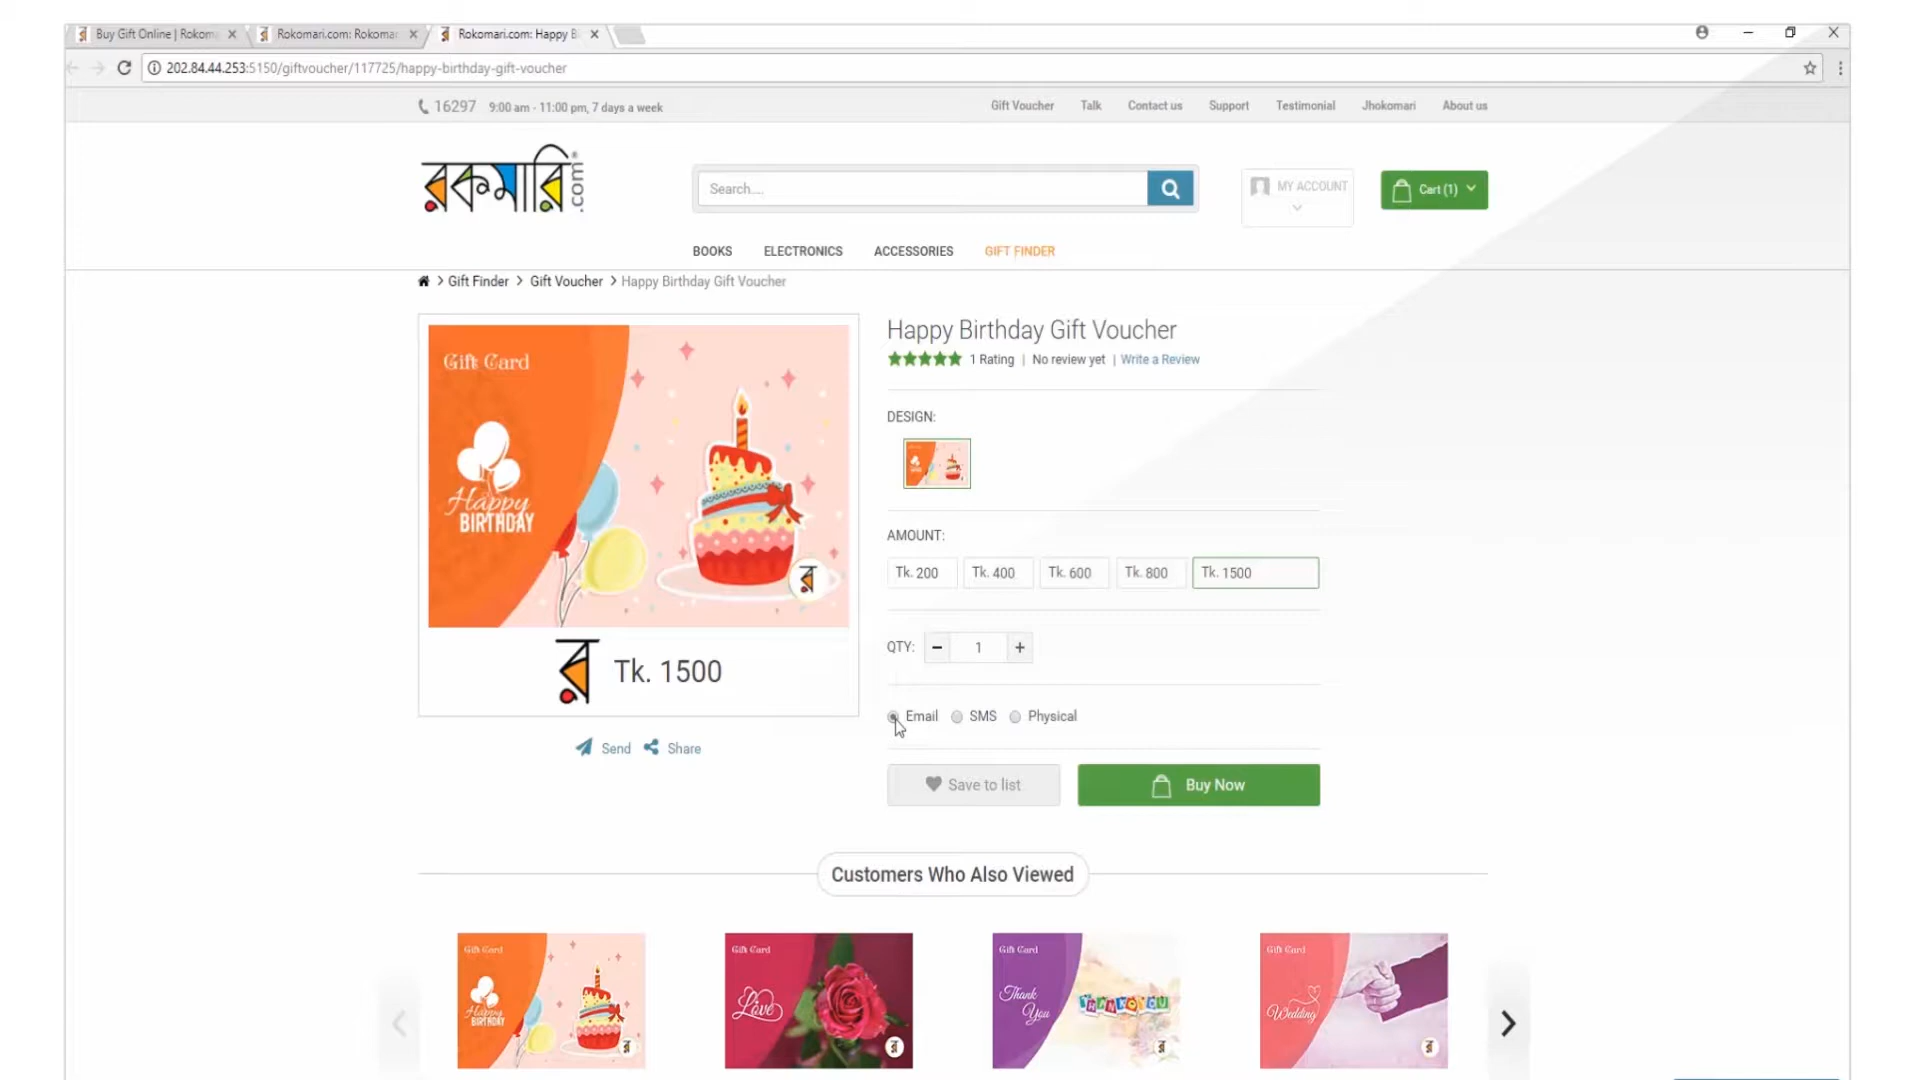 Buy Gift Online | Rokom
Rokomari.com: Rokomar
Rokomari.com: Happy B
202.84.44.253:5150/giftvoucher/117725/happy-birthday-gift-voucher
16297 9:00 am - 11:00 pm, 7 days a week
Gift Voucher Talk Contact us Support Testimonial Jhokomari About us
রকমারি.com
Search....
MY ACCOUNT
Cart (1)
BOOKS ELECTRONICS ACCESSORIES GIFT FINDER
> Gift Finder > Gift Voucher > Happy Birthday Gift Voucher
Gift Card
Happy
BIRTHDAY
র
র Tk. 1500
Send Share
Happy Birthday Gift Voucher
1 Rating | No review yet | Write a Review
DESIGN:
AMOUNT:
Tk. 200 Tk. 400 Tk. 600 Tk. 800 Tk. 1500
QTY: − 1 +
Email SMS Physical
Save to list Buy Now
Customers Who Also Viewed
Gift Card
Happy
BIRTHDAY
র
Gift Card
Love
র
Gift Card
Thank
You
THANK YOU
র
Gift Card
Wedding
র